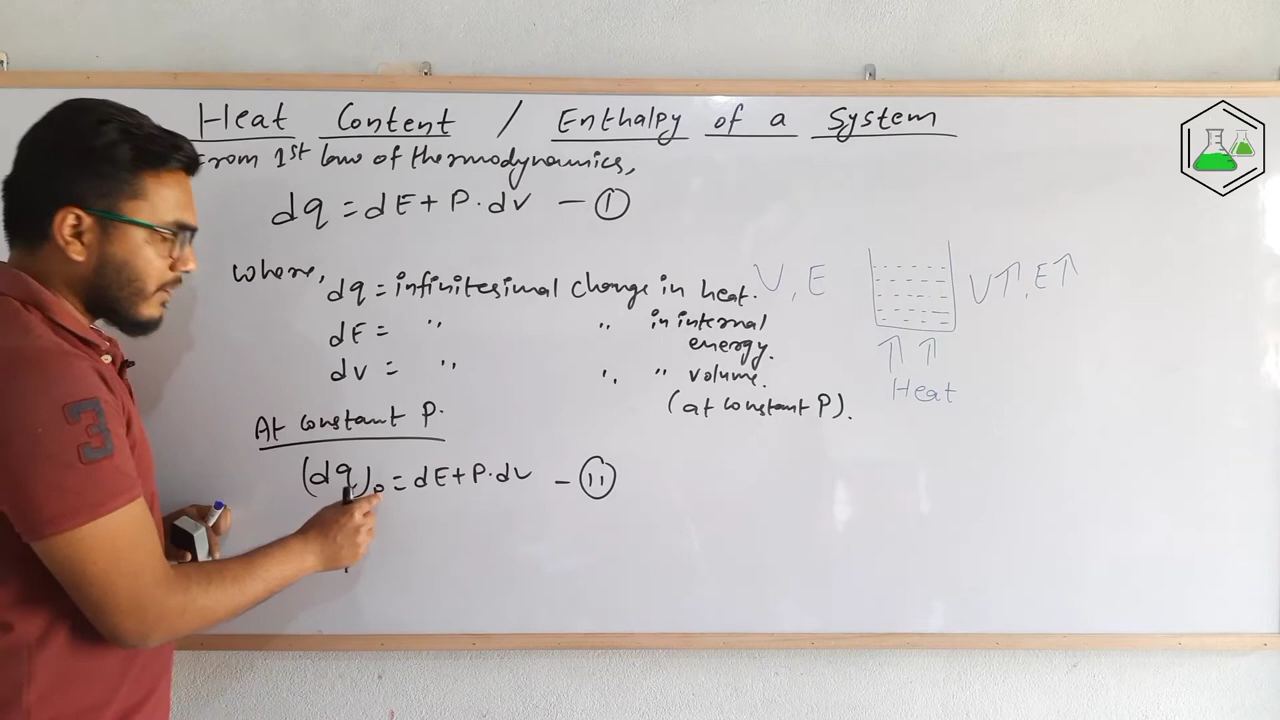 Heat Content / Enthalpy of a System
From 1st law of thermodynamics,
dq = dE + P.dV — ①
where, dq = infinitesimal change in heat.
dE = " " in internal energy.
dV = " " " volume.
(at constant P).
At constant P.
(dq)p = dE + P.dV — ⑪
V, E
V↑, E↑
↑ ↑
Heat
3